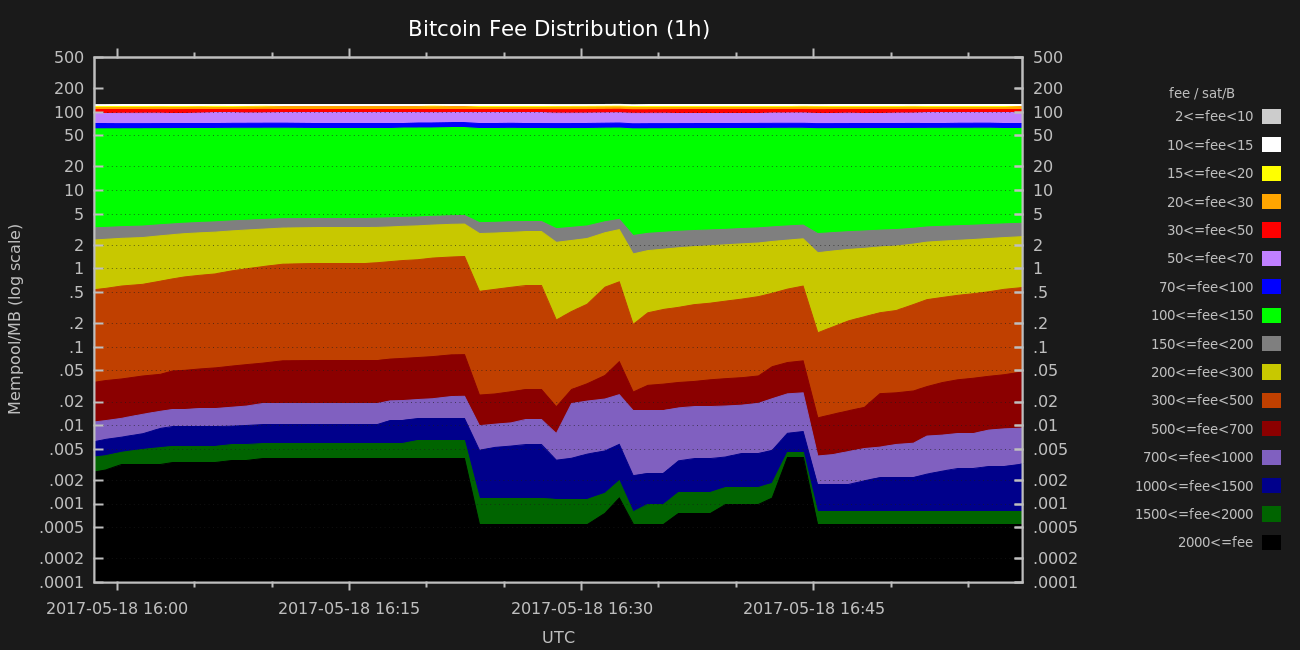 Bitcoin Fee Distribution (1h)
Mempool/MB (log scale)
500
200
100
50
20
10
5
2
1
.5
.2
.1
.05
.02
.01
.005
.002
.001
.0005
.0002
.0001
500
200
100
50
20
10
5
2
1
.5
.2
.1
.05
.02
.01
.005
.002
.001
.0005
.0002
.0001
2017-05-18 16:00 2017-05-18 16:15 2017-05-18 16:30 2017-05-18 16:45
UTC
fee / sat/B
2<=fee<10
10<=fee<15
15<=fee<20
20<=fee<30
30<=fee<50
50<=fee<70
70<=fee<100
100<=fee<150
150<=fee<200
200<=fee<300
300<=fee<500
500<=fee<700
700<=fee<1000
1000<=fee<1500
1500<=fee<2000
2000<=fee